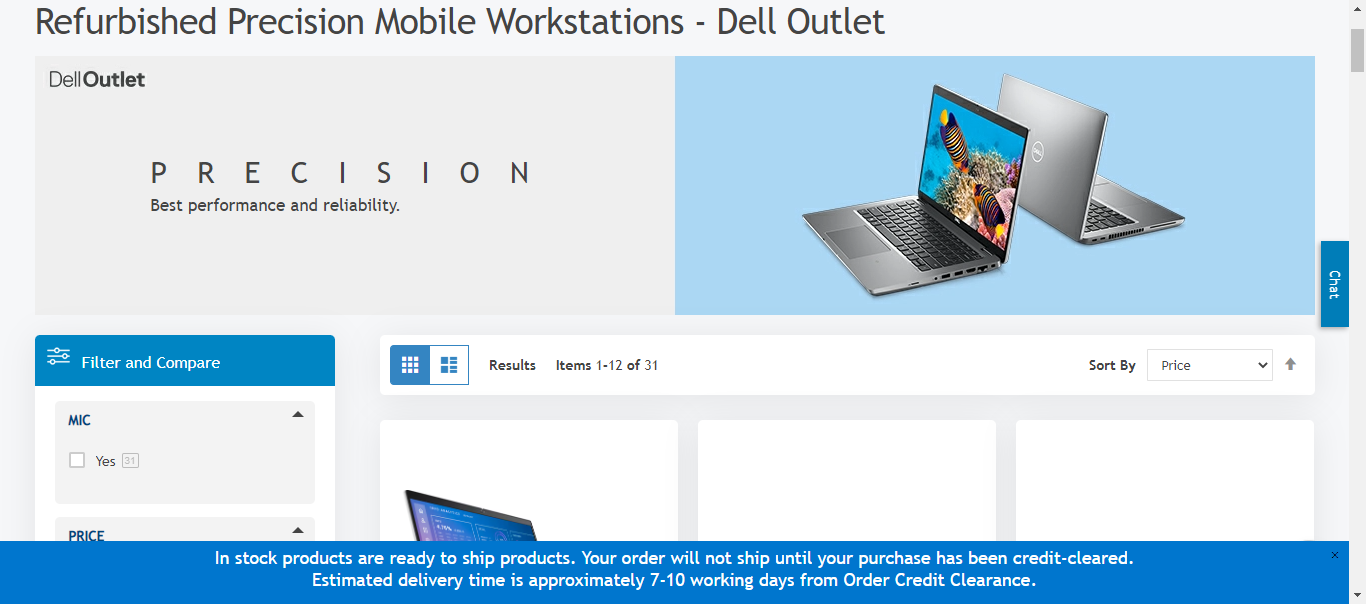 Refurbished Precision Mobile Workstations - Dell Outlet
DellOutlet
PRECISION
Best performance and reliability.
Chat
Filter and Compare
Results Items 1-12 of 31
Sort By Price
MIC
Yes 31
PRICE
In stock products are ready to ship products. Your order will not ship until your purchase has been credit-cleared.
Estimated delivery time is approximately 7-10 working days from Order Credit Clearance.